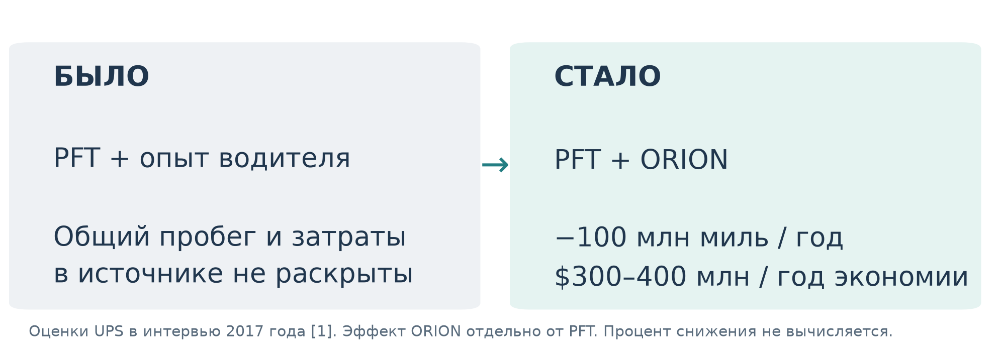 БЫЛО
PFT + опыт водителя
Общий пробег и затраты
в источнике не раскрыты
→
СТАЛО
PFT + ORION
−100 млн миль / год
$300–400 млн / год экономии
Оценки UPS в интервью 2017 года [1]. Эффект ORION отдельно от PFT. Процент снижения не вычисляется.